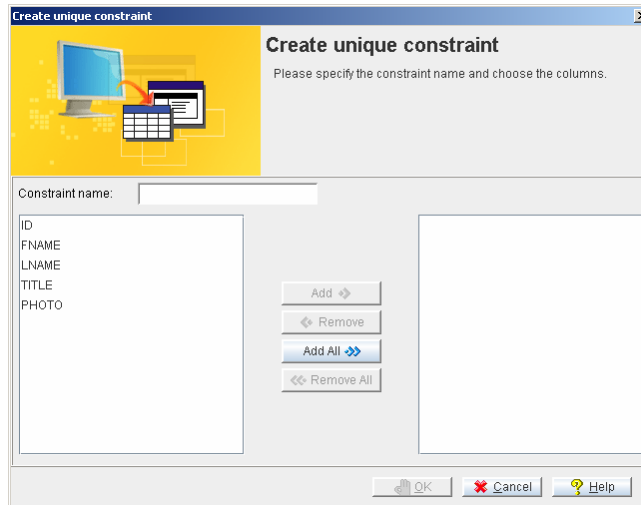 Create unique constraint
Create unique constraint
Please specify the constraint name and choose the columns.
Constraint name:
ID
FNAME
LNAME
TITLE
PHOTO
Add
Remove
Add All
Remove All
OK
Cancel
Help